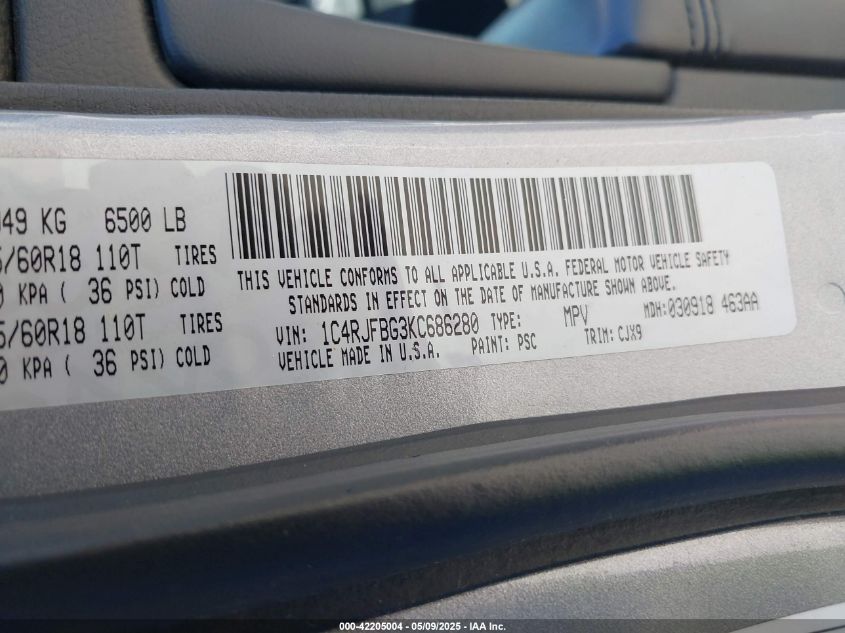 049 KG 6500 LB
5/60R18 110T TIRES
0 KPA ( 36 PSI) COLD
5/60R18 110T TIRES
0 KPA ( 36 PSI) COLD
THIS VEHICLE CONFORMS TO ALL APPLICABLE U.S.A. FEDERAL MOTOR VEHICLE SAFETY
STANDARDS IN EFFECT ON THE DATE OF MANUFACTURE SHOWN ABOVE.
VIN: 1C4RJFBG3KC686280 TYPE: MPV MDH:030918 463AA
VEHICLE MADE IN U.S.A. PAINT: PSC TRIM: CJX9
000-42205004 - 05/09/2025 - IAA Inc.